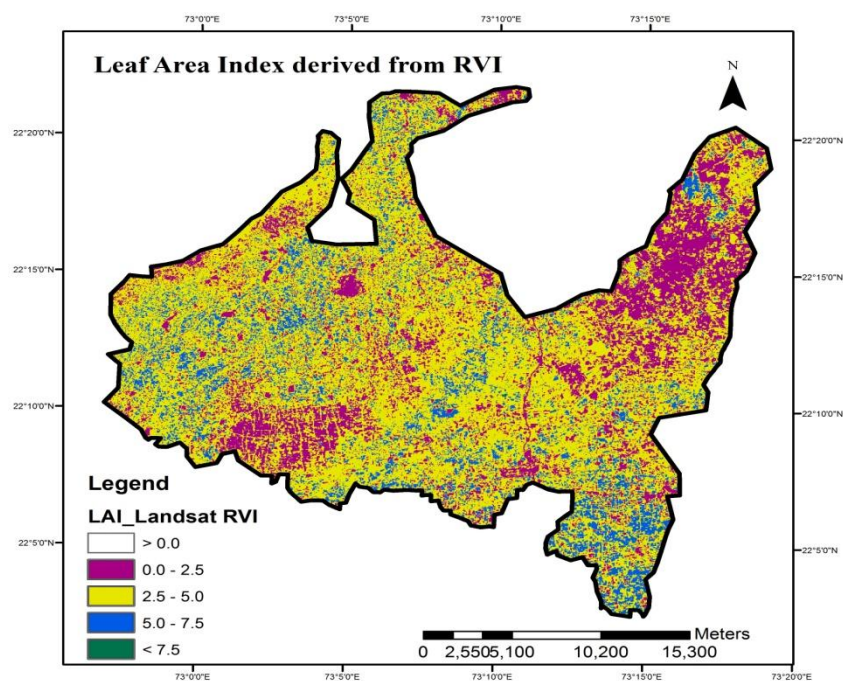 73°0'0"E 73°5'0"E 73°10'0"E 73°15'0"E
Leaf Area Index derived from RVI
N
22°20'0"N 22°20'0"N
22°15'0"N 22°15'0"N
22°10'0"N 22°10'0"N
22°5'0"N 22°5'0"N
Legend
LAI_Landsat RVI
> 0.0
0.0 - 2.5
2.5 - 5.0
5.0 - 7.5
< 7.5
Meters
0 2,550 5,100 10,200 15,300
73°0'0"E 73°5'0"E 73°10'0"E 73°15'0"E 73°20'0"E